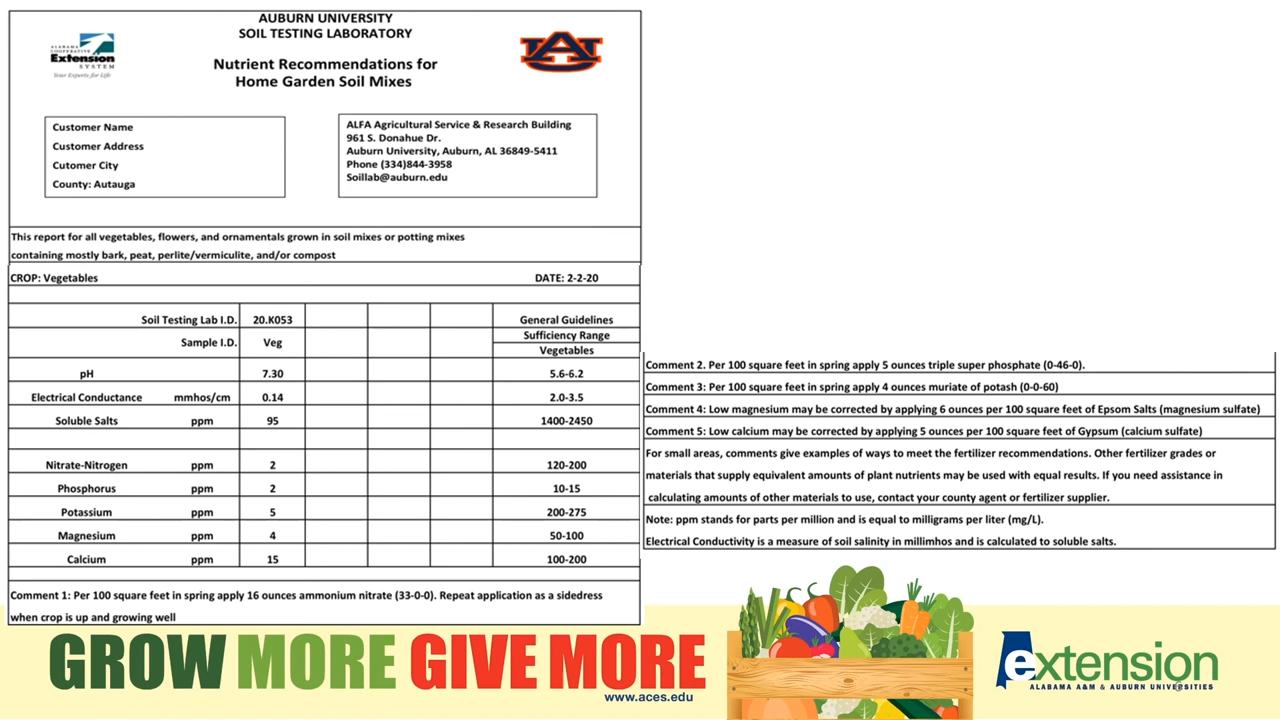 AUBURN UNIVERSITY
SOIL TESTING LABORATORY
ALABAMA
COOPERATIVE
Extension
SYSTEM
Your Experts for Life
AU
Nutrient Recommendations for
Home Garden Soil Mixes
Customer Name
Customer Address
Cutomer City
County: Autauga
ALFA Agricultural Service & Research Building
961 S. Donahue Dr.
Auburn University, Auburn, AL 36849-5411
Phone (334)844-3958
Soillab@auburn.edu
This report for all vegetables, flowers, and ornamentals grown in soil mixes or potting mixes
containing mostly bark, peat, perlite/vermiculite, and/or compost
CROP: Vegetables DATE: 2-2-20
Soil Testing Lab I.D. 20.K053 General Guidelines
Sufficiency Range
Sample I.D. Veg
Vegetables
pH 7.30 5.6-6.2
Electrical Conductance mmhos/cm 0.14 2.0-3.5
Soluble Salts ppm 95 1400-2450
Nitrate-Nitrogen ppm 2 120-200
Phosphorus ppm 2 10-15
Potassium ppm 5 200-275
Magnesium ppm 4 50-100
Calcium ppm 15 100-200
Comment 1: Per 100 square feet in spring apply 16 ounces ammonium nitrate (33-0-0). Repeat application as a sidedress
when crop is up and growing well
Comment 2. Per 100 square feet in spring apply 5 ounces triple super phosphate (0-46-0).
Comment 3: Per 100 square feet in spring apply 4 ounces muriate of potash (0-0-60)
Comment 4: Low magnesium may be corrected by applying 6 ounces per 100 square feet of Epsom Salts (magnesium sulfate)
Comment 5: Low calcium may be corrected by applying 5 ounces per 100 square feet of Gypsum (calcium sulfate)
For small areas, comments give examples of ways to meet the fertilizer recommendations. Other fertilizer grades or
materials that supply equivalent amounts of plant nutrients may be used with equal results. If you need assistance in
calculating amounts of other materials to use, contact your county agent or fertilizer supplier.
Note: ppm stands for parts per million and is equal to milligrams per liter (mg/L).
Electrical Conductivity is a measure of soil salinity in millimhos and is calculated to soluble salts.
GROW MORE GIVE MORE
www.aces.edu
extension
ALABAMA A&M & AUBURN UNIVERSITIES